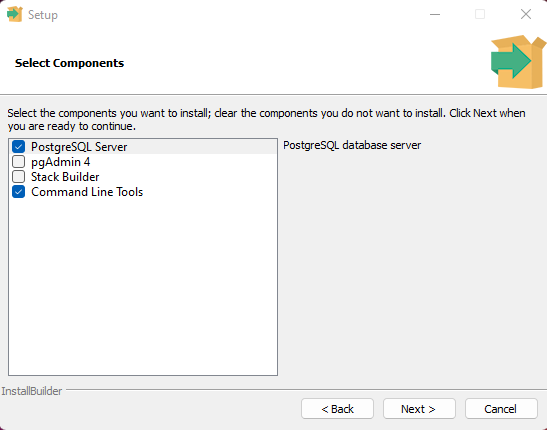 Setup
Select Components
Select the components you want to install; clear the components you do not want to install. Click Next when
you are ready to continue.
PostgreSQL Server
PostgreSQL database server
pgAdmin 4
Stack Builder
Command Line Tools
InstallBuilder
< Back
Next >
Cancel